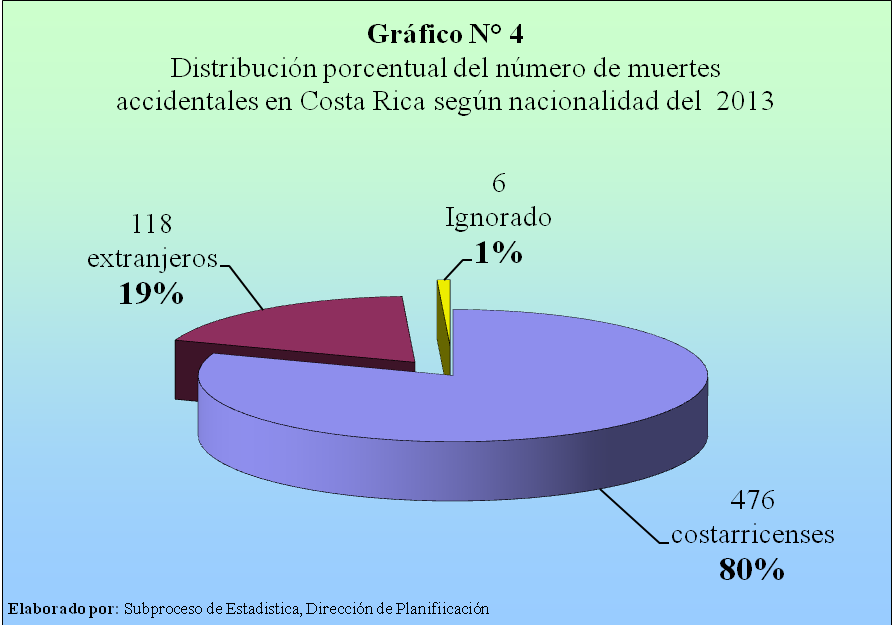 Gráfico N° 4
Distribución porcentual del número de muertes
accidentales en Costa Rica según nacionalidad del 2013
6
Ignorado
1%
118
extranjeros
19%
476
costarricenses
80%
Elaborado por: Subproceso de Estadistica, Dirección de Planifiicación